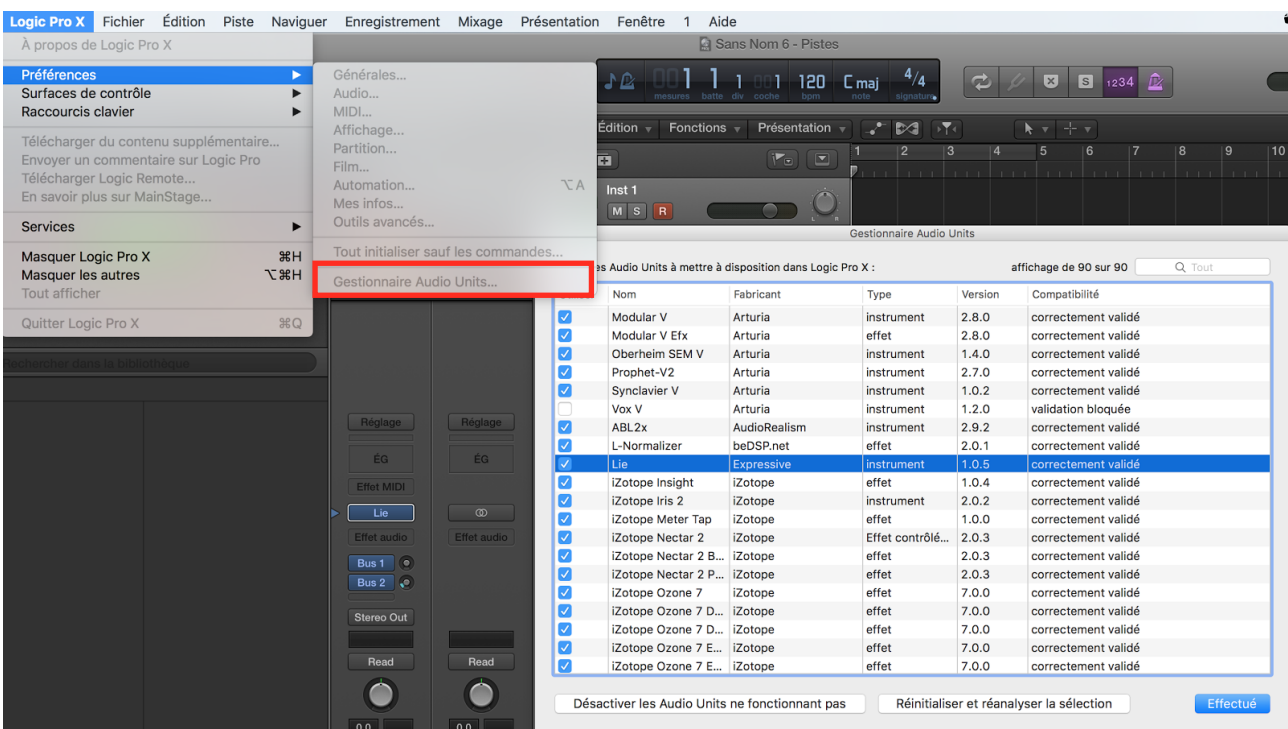 Logic Pro X Fichier Édition Piste Naviguer Enregistrement Mixage Présentation Fenêtre 1 Aide
À propos de Logic Pro X
Préférences
Surfaces de contrôle
Raccourcis clavier
Télécharger du contenu supplémentaire...
Envoyer un commentaire sur Logic Pro
Télécharger Logic Remote...
En savoir plus sur MainStage...
Services
Masquer Logic Pro X ⌘H
Masquer les autres ⌥⌘H
Tout afficher
Quitter Logic Pro X ⌘Q
Générales...
Audio...
MIDI...
Affichage...
Partition...
Film...
Automation... ⌥A
Mes infos...
Outils avancés...
Tout initialiser sauf les commandes...
Gestionnaire Audio Units...
Sans Nom 6 - Pistes
001 1 1 001 120 C maj 4/4
mesures batte div coche bpm note signature
S 1234
Édition Fonctions Présentation
1 2 3 4 5 6 7 8 9 10
Inst 1
M S R
L R
Rechercher dans la bibliothèque
Réglage Réglage
ÉG ÉG
Effet MIDI
Lie
Effet audio Effet audio
Bus 1
Bus 2
Stereo Out
Read Read
0,0 0,0
Gestionnaire Audio Units
es Audio Units à mettre à disposition dans Logic Pro X : affichage de 90 sur 90 Tout
Nom Fabricant Type Version Compatibilité
Modular V Arturia instrument 2.8.0 correctement validé
Modular V Efx Arturia effet 2.8.0 correctement validé
Oberheim SEM V Arturia instrument 1.4.0 correctement validé
Prophet-V2 Arturia instrument 2.7.0 correctement validé
Synclavier V Arturia instrument 1.0.2 correctement validé
Vox V Arturia instrument 1.2.0 validation bloquée
ABL2x AudioRealism instrument 2.9.2 correctement validé
L-Normalizer beDSP.net effet 2.0.1 correctement validé
Lie Expressive instrument 1.0.5 correctement validé
iZotope Insight iZotope effet 1.0.4 correctement validé
iZotope Iris 2 iZotope instrument 2.0.2 correctement validé
iZotope Meter Tap iZotope effet 1.0.0 correctement validé
iZotope Nectar 2 iZotope Effet contrôlé... 2.0.3 correctement validé
iZotope Nectar 2 B... iZotope effet 2.0.3 correctement validé
iZotope Nectar 2 P... iZotope effet 2.0.3 correctement validé
iZotope Ozone 7 iZotope effet 7.0.0 correctement validé
iZotope Ozone 7 D... iZotope effet 7.0.0 correctement validé
iZotope Ozone 7 D... iZotope effet 7.0.0 correctement validé
iZotope Ozone 7 E... iZotope effet 7.0.0 correctement validé
iZotope Ozone 7 E... iZotope effet 7.0.0 correctement validé
Désactiver les Audio Units ne fonctionnant pas Réinitialiser et réanalyser la sélection Effectué